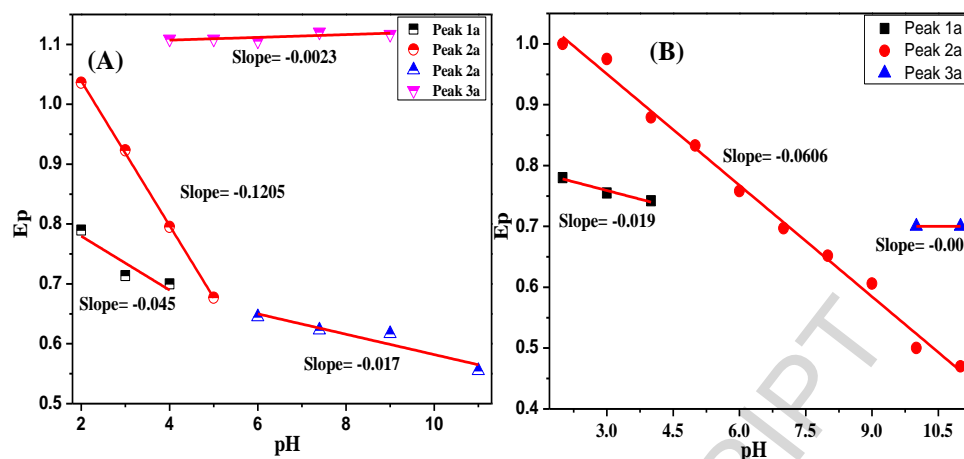 (A)
Peak 1a
Peak 2a
Peak 2a
Peak 3a
Slope= -0.0023
Slope= -0.1205
Slope= -0.045
Slope= -0.017
1.1
1.0
0.9
0.8
0.7
0.6
0.5
Ep
2 4 6 8 10
pH
(B)
Peak 1a
Peak 2a
Peak 3a
Slope= -0.0606
Slope= -0.019
Slope= -0.00
1.0
0.9
0.8
0.7
0.6
0.5
0.4
Ep
3.0 4.5 6.0 7.5 9.0 10.5
pH
RIPT